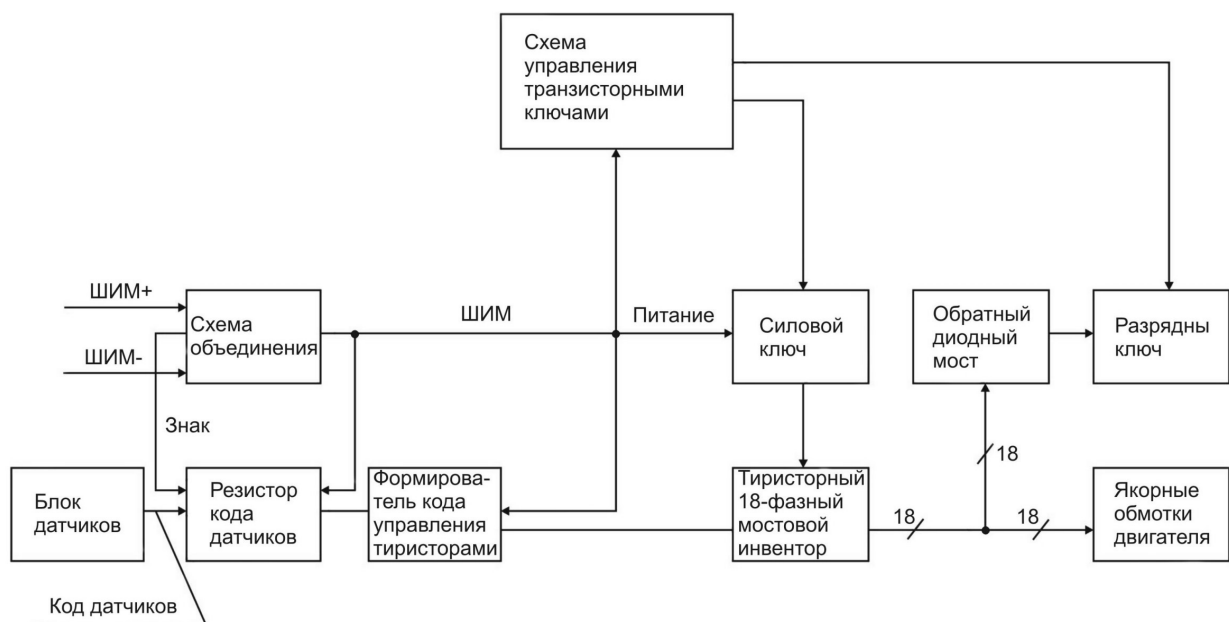 Схема
управления
транзисторными
ключами
ШИМ+
ШИМ-
Схема
объединения
ШИМ
Питание
Силовой
ключ
Обратный
диодный
мост
Разрядны
ключ
Знак
Блок
датчиков
Резистор
кода
датчиков
Формирова-
тель кода
управления
тиристорами
Тиристорный
18-фазный
мостовой
инвентор
18
18
18
Якорные
обмотки
двигателя
Код датчиков